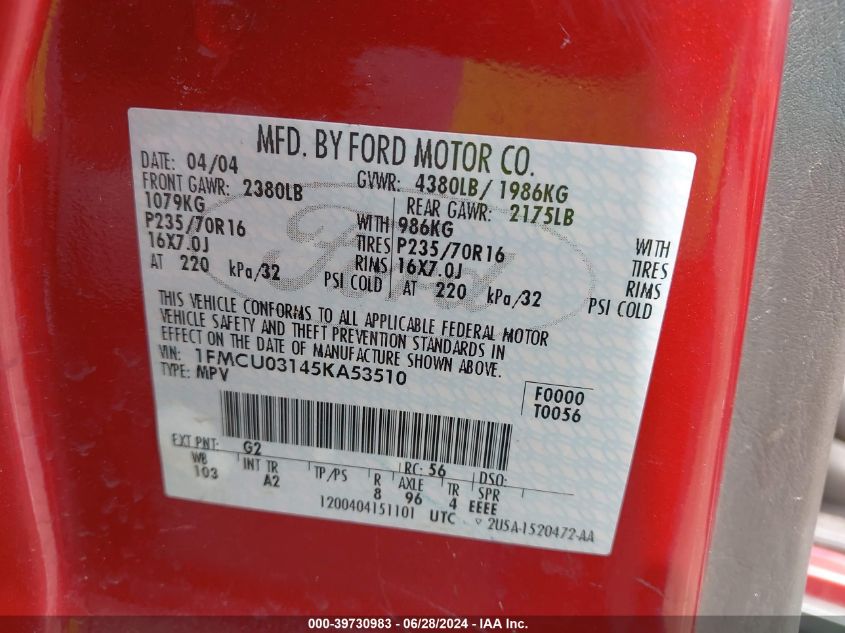 MFD. BY FORD MOTOR CO.
DATE: 04/04 GVWR: 4380LB/ 1986KG
FRONT GAWR: 2380LB REAR GAWR: 2175LB
1079KG WITH 986KG WITH
P235/70R16 TIRES P235/70R16 TIRES
16X7.0J RIMS 16X7.0J RIMS
AT 220 kPa/32 PSI COLD AT 220 kPa/32 PSI COLD
THIS VEHICLE CONFORMS TO ALL APPLICABLE FEDERAL MOTOR
VEHICLE SAFETY AND THEFT PREVENTION STANDARDS IN
EFFECT ON THE DATE OF MANUFACTURE SHOWN ABOVE.
VIN: 1FMCU03145KA53510
TYPE: MPV
F0000
T0056
EXT PNT: G2 RC: 56 DSO:
WB INT TR TP/PS R AXLE TR SPR
103 A2 8 96 4 EEEE
1200404151101 UTC ▿ 2U5A-1520472-AA
Ford
000-39730983 / 06/28/2024 - IAA Inc.